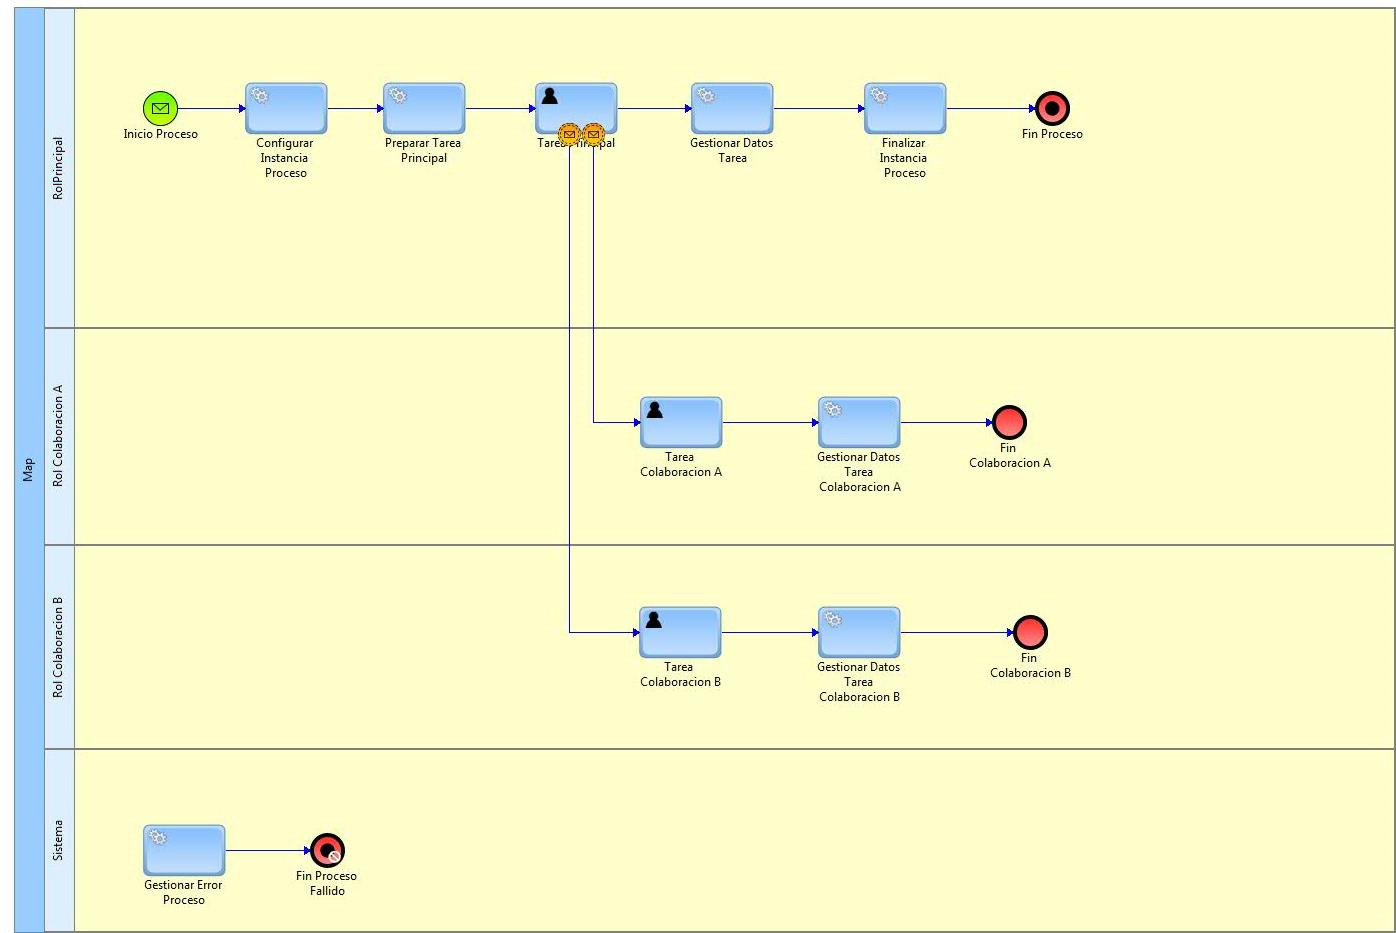 Map
RolPrincipal
Inicio Proceso
Configurar
Instancia
Proceso
Preparar Tarea
Principal
Tarea Principal
Gestionar Datos
Tarea
Finalizar
Instancia
Proceso
Fin Proceso
Rol Colaboracion A
Tarea
Colaboracion A
Gestionar Datos
Tarea
Colaboracion A
Fin
Colaboracion A
Rol Colaboracion B
Tarea
Colaboracion B
Gestionar Datos
Tarea
Colaboracion B
Fin
Colaboracion B
Sistema
Gestionar Error
Proceso
Fin Proceso
Fallido